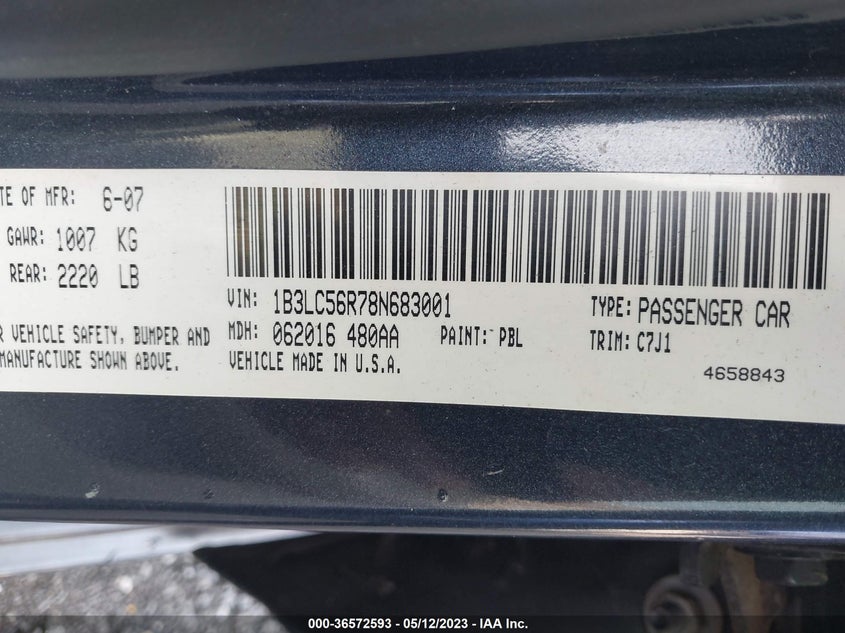 TE OF MFR: 6-07
GAWR: 1007 KG
REAR: 2220 LB
VIN: 1B3LC56R78N683001
TYPE: PASSENGER CAR
MDH: 062016 480AA
PAINT: PBL
TRIM: C7J1
R VEHICLE SAFETY, BUMPER AND
MANUFACTURE SHOWN ABOVE.
VEHICLE MADE IN U.S.A.
4658843
000-36572593 - 05/12/2023 - IAA Inc.